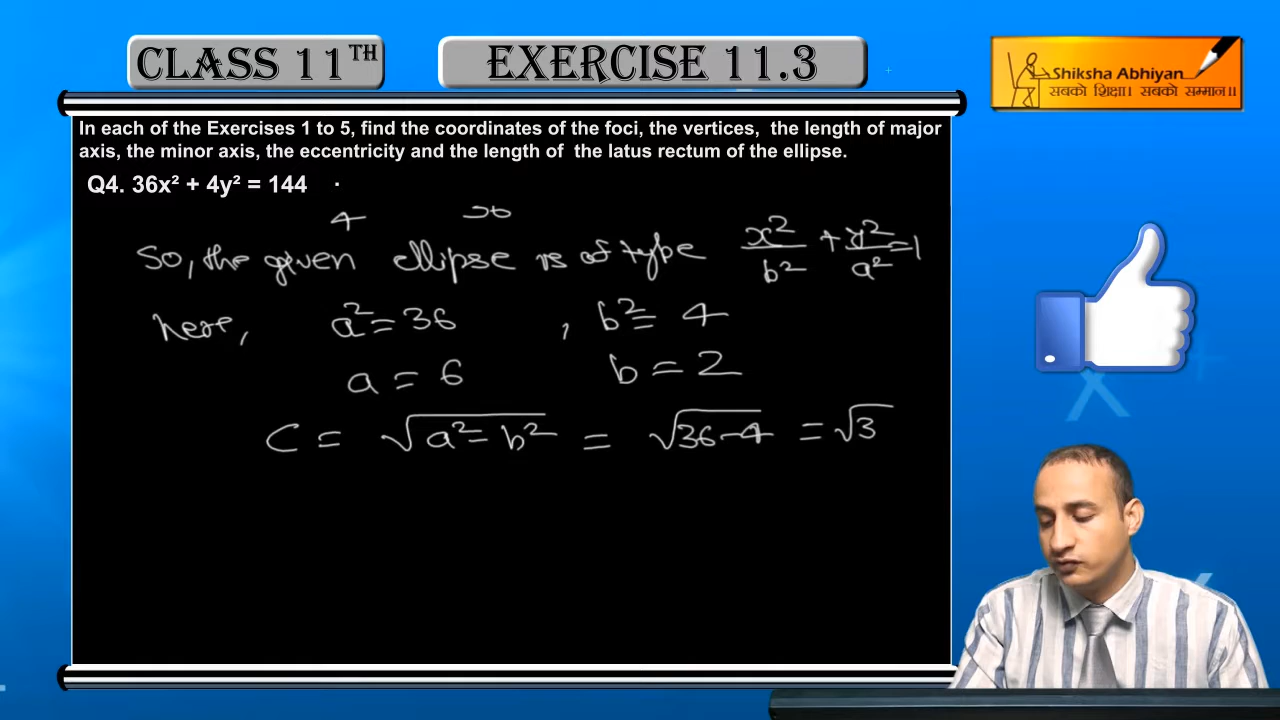 CLASS 11TH
EXERCISE 11.3
Shiksha Abhiyan
सबको शिक्षा। सबको सम्मान।।
In each of the Exercises 1 to 5, find the coordinates of the foci, the vertices, the length of major
axis, the minor axis, the eccentricity and the length of the latus rectum of the ellipse.
Q4. 36x² + 4y² = 144
4 36
So, the given ellipse is of type x²/b² + y²/a² = 1
here, a² = 36 , b² = 4
a = 6 b = 2
C = √a² - b² = √36-4 = √3